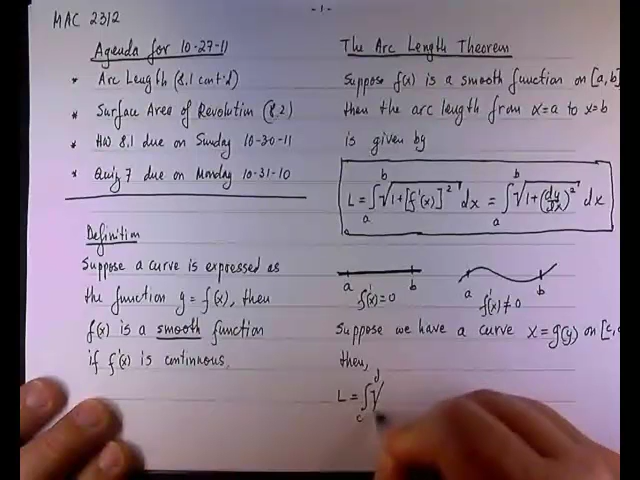 MAC 2312
-1-
Agenda for 10-27-11
* Arc Length (8.1 cont'd)
* Surface Area of Revolution (8.2)
* HW 8.1 due on Sunday 10-30-11
* Quiz 7 due on Monday 10-31-10
Definition
Suppose a curve is expressed as
the function y = f(x), then
f(x) is a smooth function
if f'(x) is continuous.
The Arc Length Theorem
Suppose f(x) is a smooth function on [a,b]
then the arc length from x=a to x=b
is given by
L = ∫_a^b √(1+[f'(x)]²) dx = ∫_a^b √(1+(dy/dx)²) dx
a b a b
f'(x)=0 f'(x)≠0
Suppose we have a curve x=g(y) on [c,
then,
L = ∫_c^d √